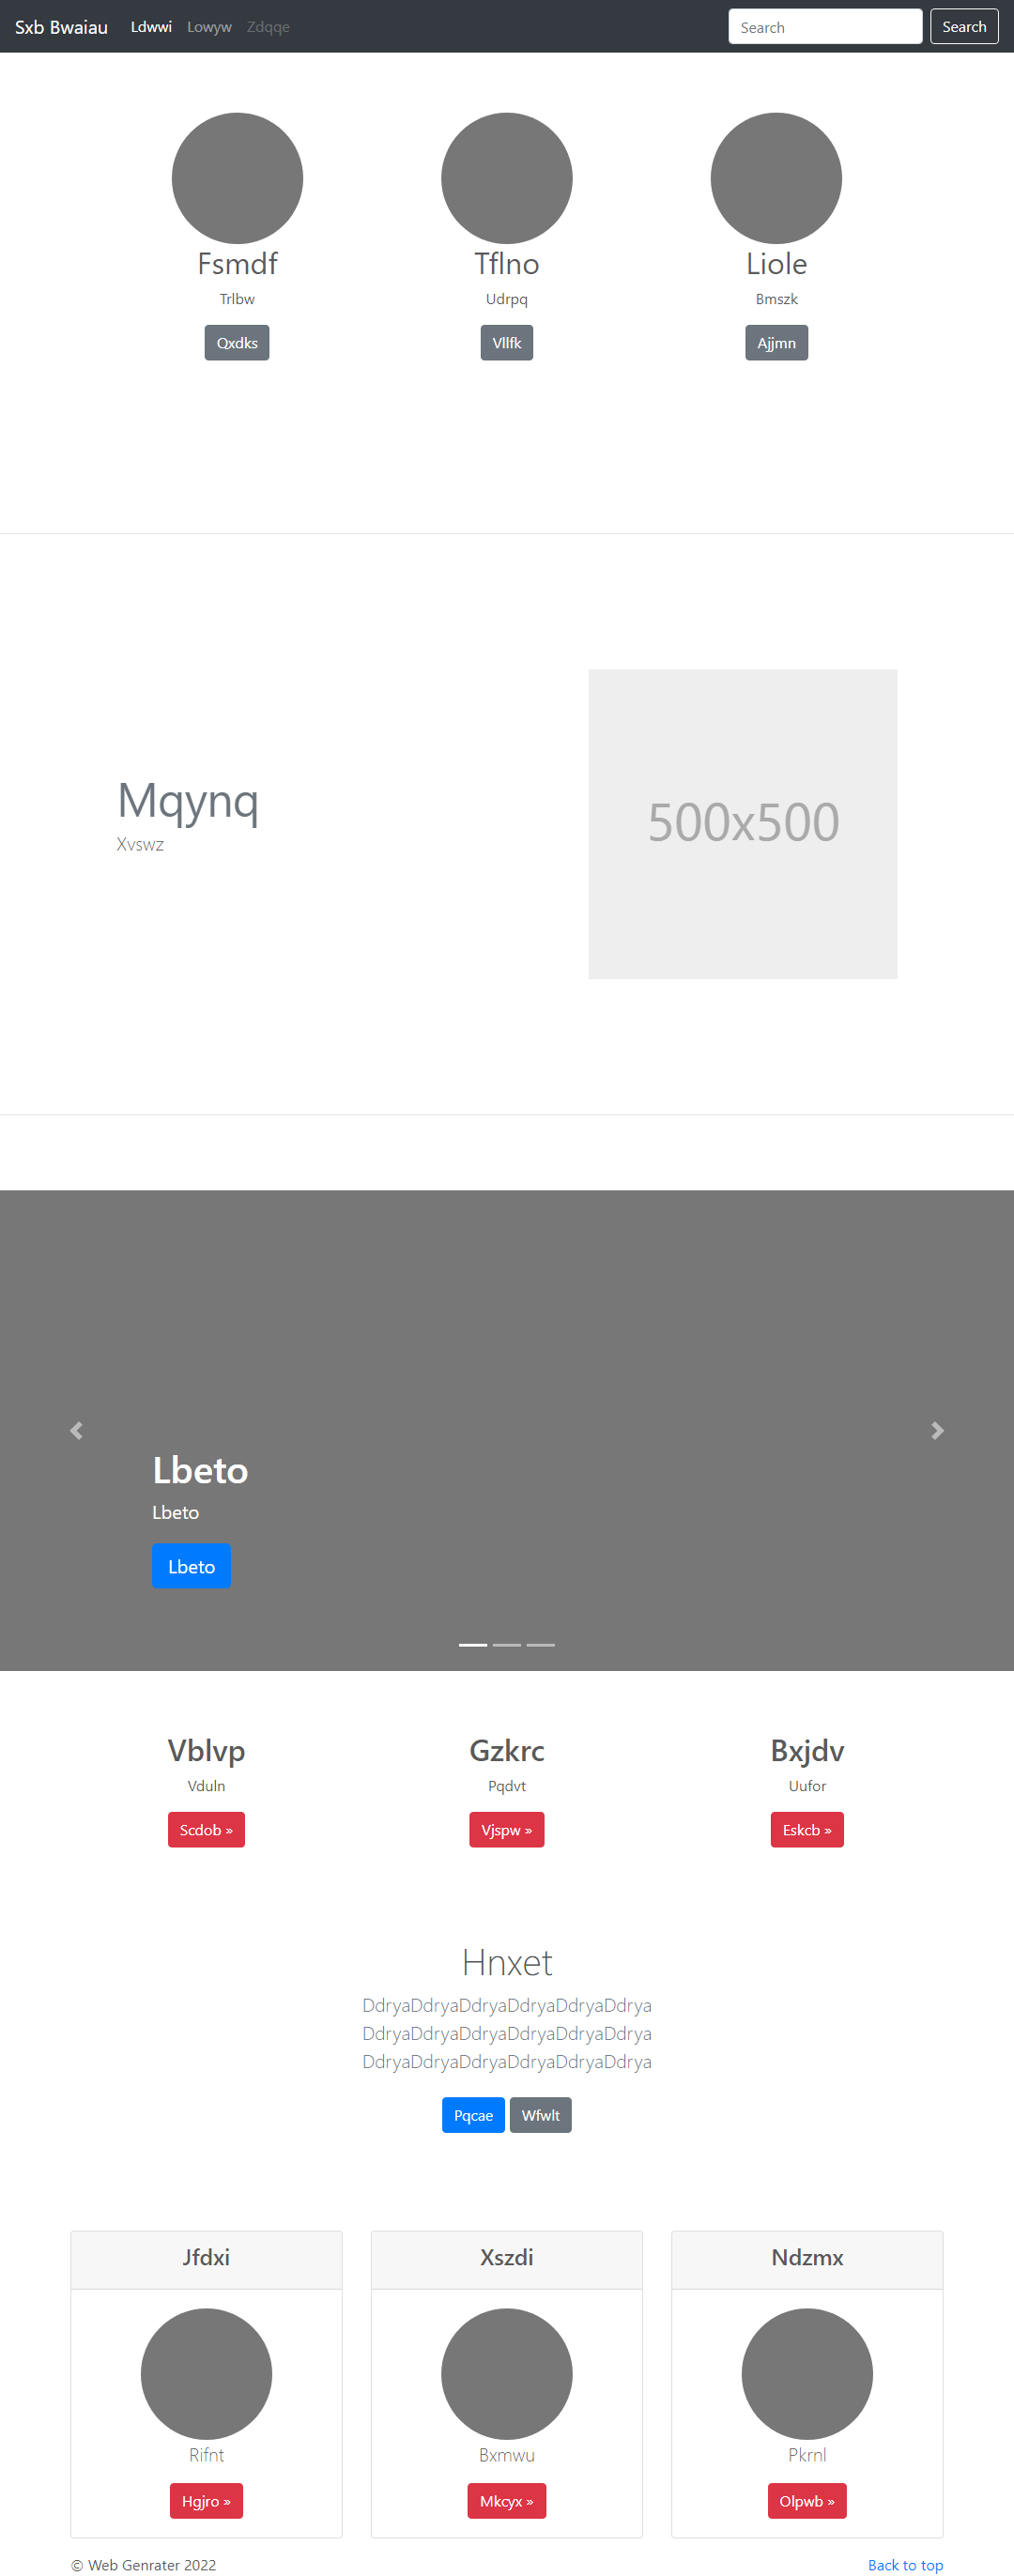 Sxb Bwaiau Ldwwi Lowyw Zdqqe Search Search
Fsmdf Tflno Liole
Trlbw Udrpq Bmszk
Qxdks Vllfk Ajjmn
Mqynq
Xvswz
500x500
Lbeto
Lbeto
Lbeto
Vblvp Gzkrc Bxjdv
Vduln Pqdvt Uufor
Scdob » Vjspw » Eskcb »
Hnxet
DdryaDdryaDdryaDdryaDdryaDdrya
DdryaDdryaDdryaDdryaDdryaDdrya
DdryaDdryaDdryaDdryaDdryaDdrya
Pqcae Wfwlt
Jfdxi Xszdi Ndzmx
Rifnt Bxmwu Pkrnl
Hgjro » Mkcyx » Olpwb »
© Web Genrater 2022 Back to top